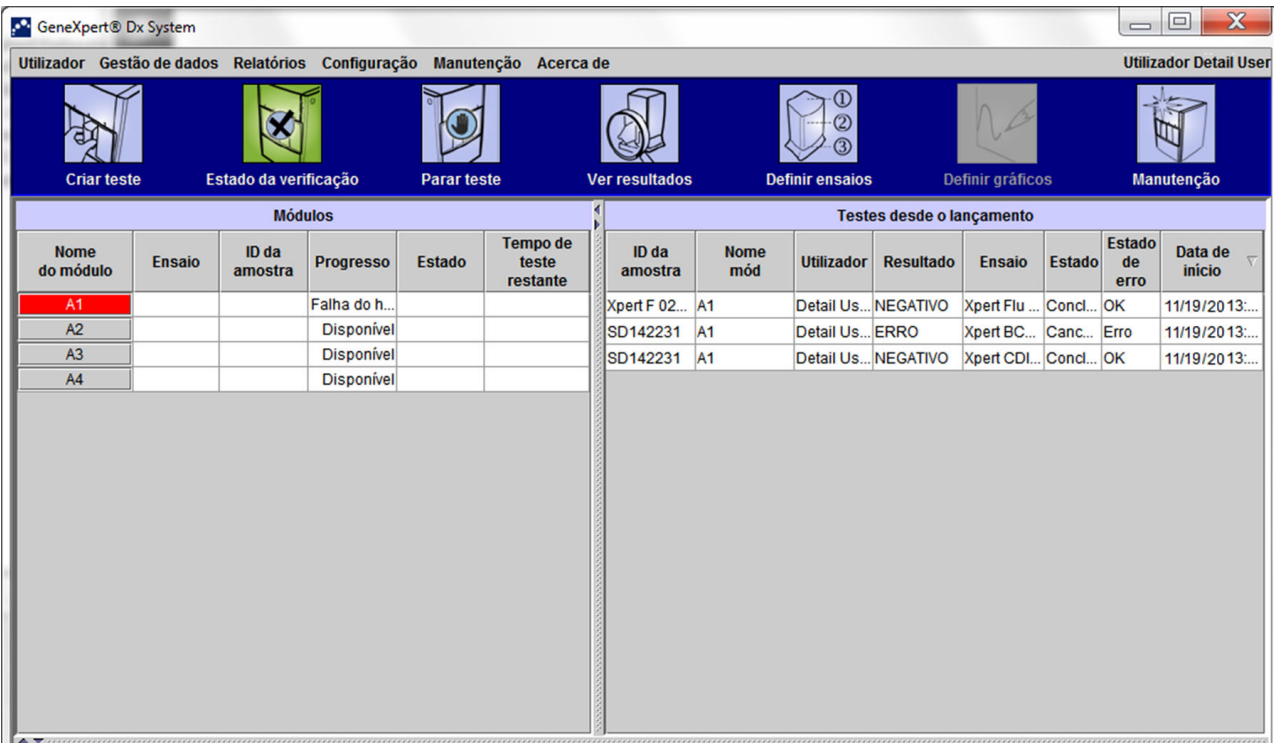 GeneXpert® Dx System
Utilizador Gestão de dados Relatórios Configuração Manutenção Acerca de Utilizador Detail User
① ② ③
Criar teste Estado da verificação Parar teste Ver resultados Definir ensaios Definir gráficos Manutenção
Módulos
Nome do módulo Ensaio ID da amostra Progresso Estado Tempo de teste restante
A1 Falha do h...
A2 Disponível
A3 Disponível
A4 Disponível
Testes desde o lançamento
ID da amostra Nome mód Utilizador Resultado Ensaio Estado Estado de erro Data de início
Xpert F 02... A1 Detail Us... NEGATIVO Xpert Flu ... Concl... OK 11/19/2013:...
SD142231 A1 Detail Us... ERRO Xpert BC... Canc... Erro 11/19/2013:...
SD142231 A1 Detail Us... NEGATIVO Xpert CDI... Concl... OK 11/19/2013:...